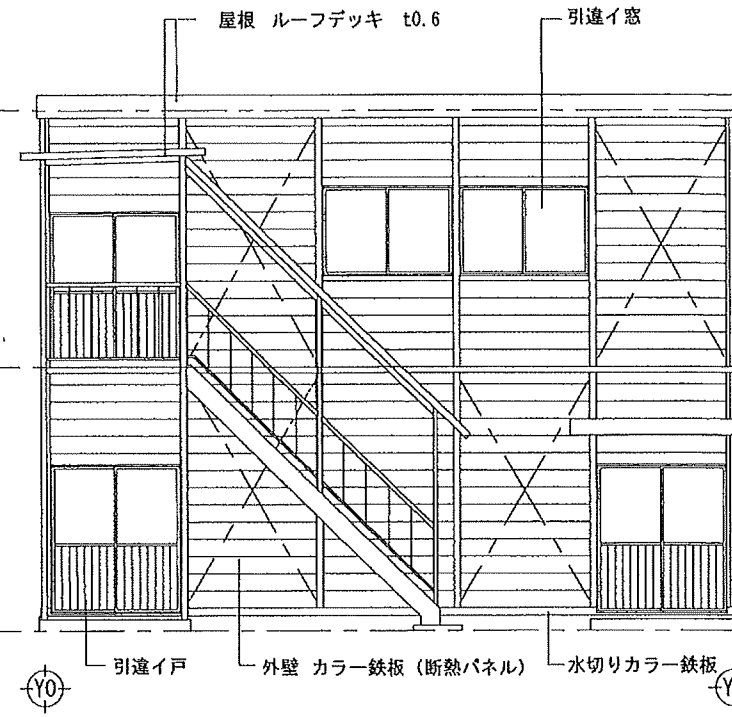 屋根 ルーフデッキ t0.6
引違イ窓
引違イ戸
外壁 カラー鉄板 (断熱パネル)
水切りカラー鉄板
Y0
Y